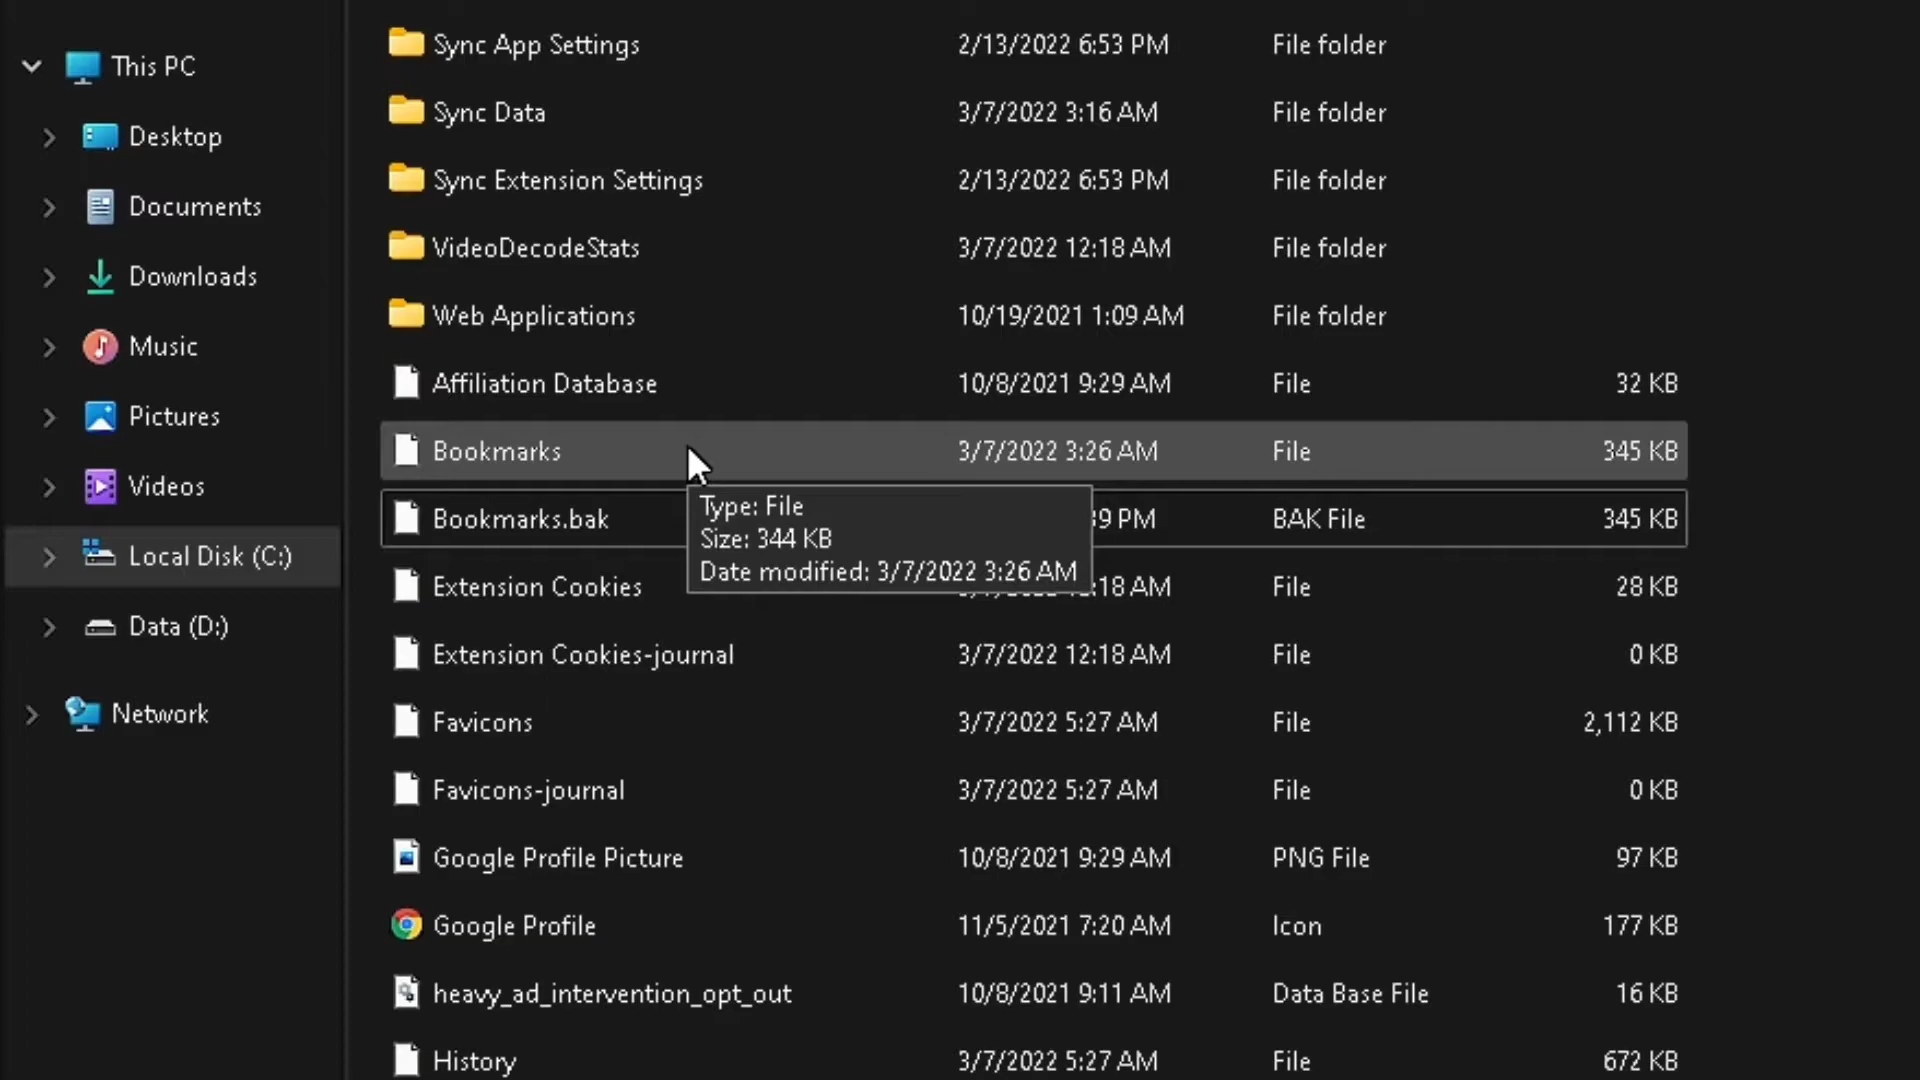 This PC
Desktop
Documents
Downloads
Music
Pictures
Videos
Local Disk (C:)
Data (D:)
Network
Sync App Settings 2/13/2022 6:53 PM File folder
Sync Data 3/7/2022 3:16 AM File folder
Sync Extension Settings 2/13/2022 6:53 PM File folder
VideoDecodeStats 3/7/2022 12:18 AM File folder
Web Applications 10/19/2021 1:09 AM File folder
Affiliation Database 10/8/2021 9:29 AM File 32 KB
Bookmarks 3/7/2022 3:26 AM File 345 KB
Bookmarks.bak 9 PM BAK File 345 KB
Type: File
Size: 344 KB
Date modified: 3/7/2022 3:26 AM
Extension Cookies :18 AM File 28 KB
Extension Cookies-journal 3/7/2022 12:18 AM File 0 KB
Favicons 3/7/2022 5:27 AM File 2,112 KB
Favicons-journal 3/7/2022 5:27 AM File 0 KB
Google Profile Picture 10/8/2021 9:29 AM PNG File 97 KB
Google Profile 11/5/2021 7:20 AM Icon 177 KB
heavy_ad_intervention_opt_out 10/8/2021 9:11 AM Data Base File 16 KB
History 3/7/2022 5:27 AM File 672 KB